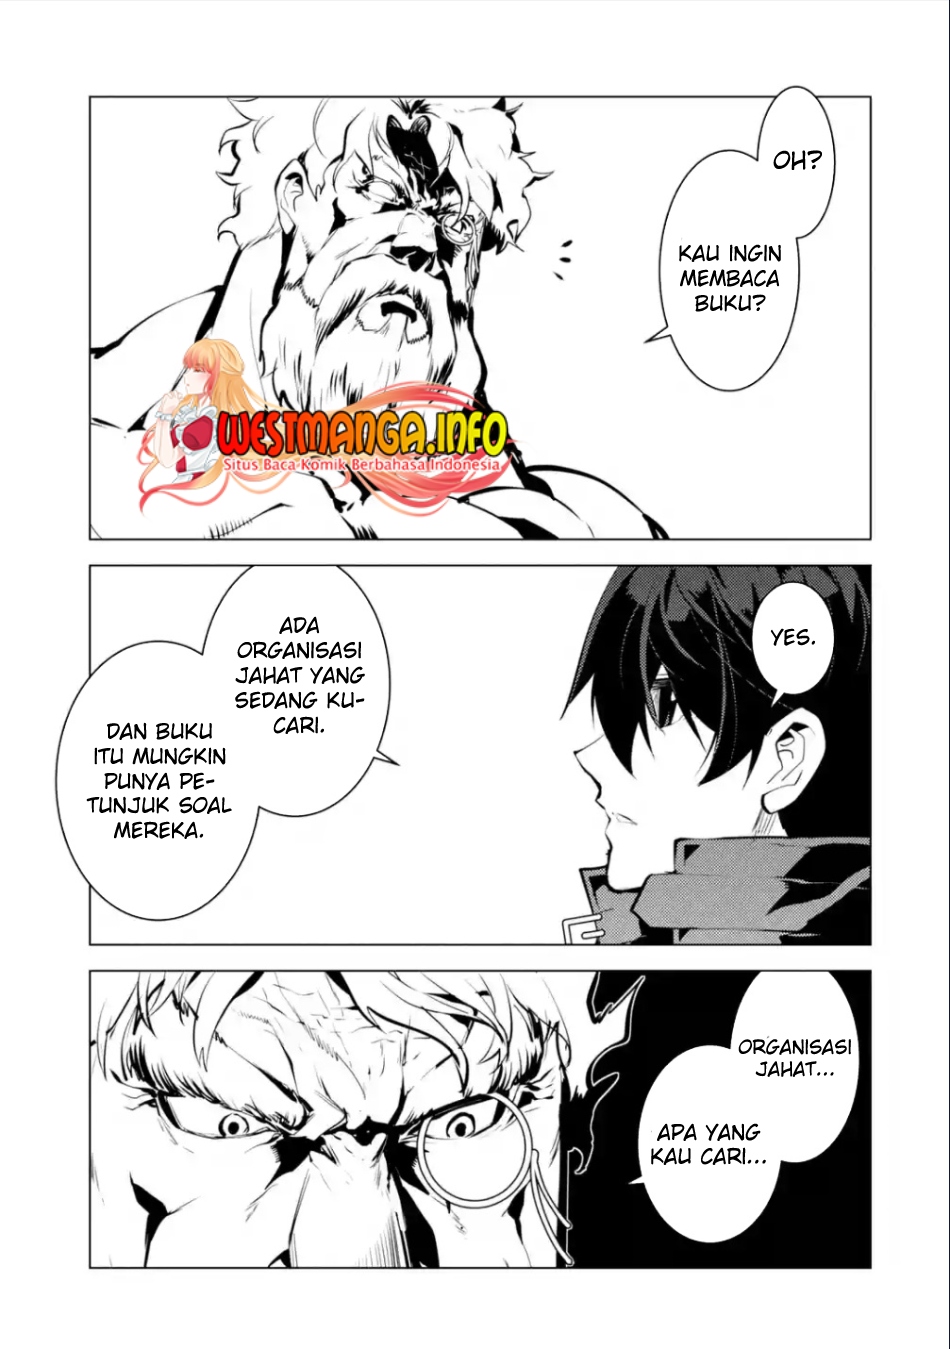 OH?
KAU INGIN
MEMBACA
BUKU?
WESTMANGA.INFO
Situs Baca Komik Berbahasa Indonesia
YES.
ADA
ORGANISASI
JAHAT YANG
SEDANG KU-
CARI.
DAN BUKU
ITU MUNGKIN
PUNYA PE-
TUNJUK SOAL
MEREKA.
ORGANISASI
JAHAT...
APA YANG
KAU CARI...